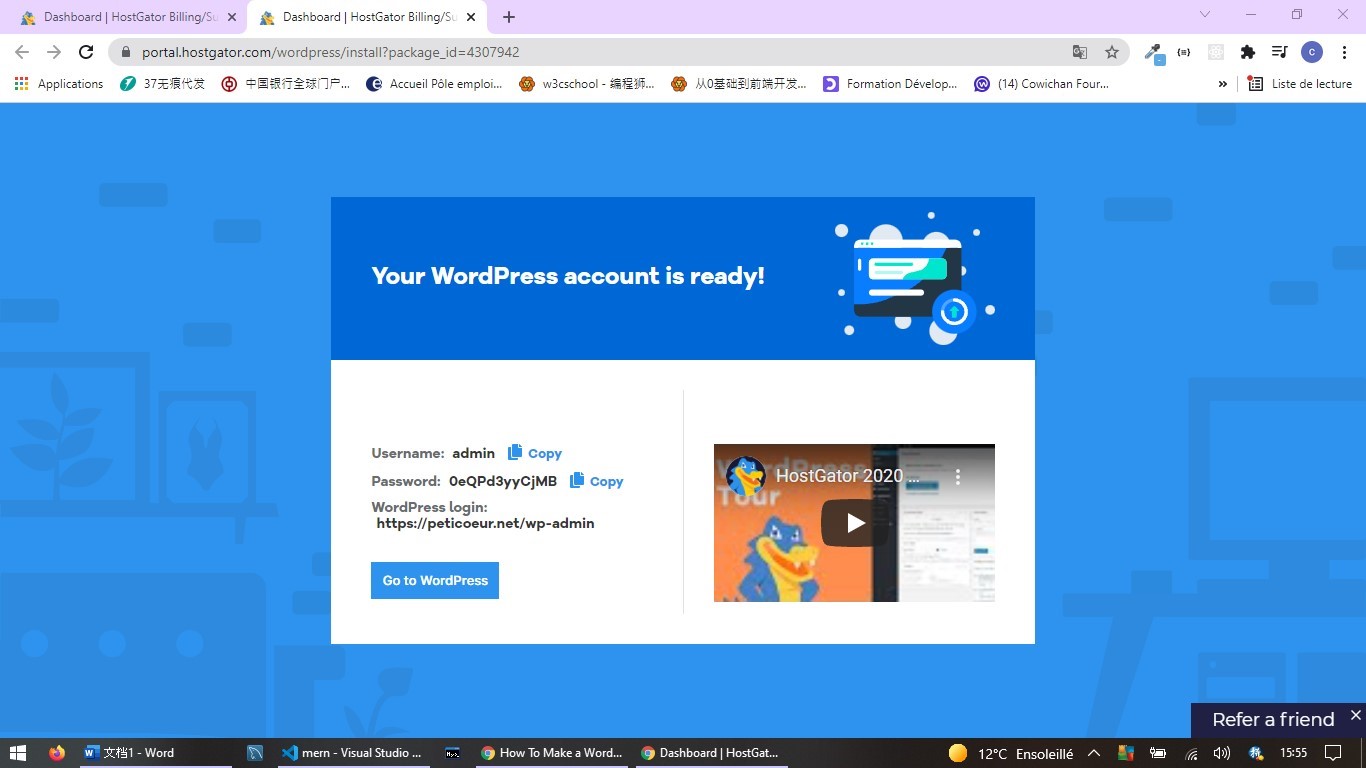 Dashboard | HostGator Billing/Su
Dashboard | HostGator Billing/Su
portal.hostgator.com/wordpress/install?package_id=4307942
Applications
37无痕代发
中国银行全球门户...
Accueil Pôle emploi...
w3cschool - 编程狮...
从0基础到前端开发...
Formation Dévelop...
(14) Cowichan Four...
»
Liste de lecture
Your WordPress account is ready!
Username: admin Copy
Password: 0eQPd3yyCjMB Copy
WordPress login:
https://peticoeur.net/wp-admin
Go to WordPress
HostGator 2020 ...
WordPress
Tour
Refer a friend
文档1 - Word
mern - Visual Studio ...
How To Make a Word...
Dashboard | HostGat...
12°C Ensoleillé
15:55